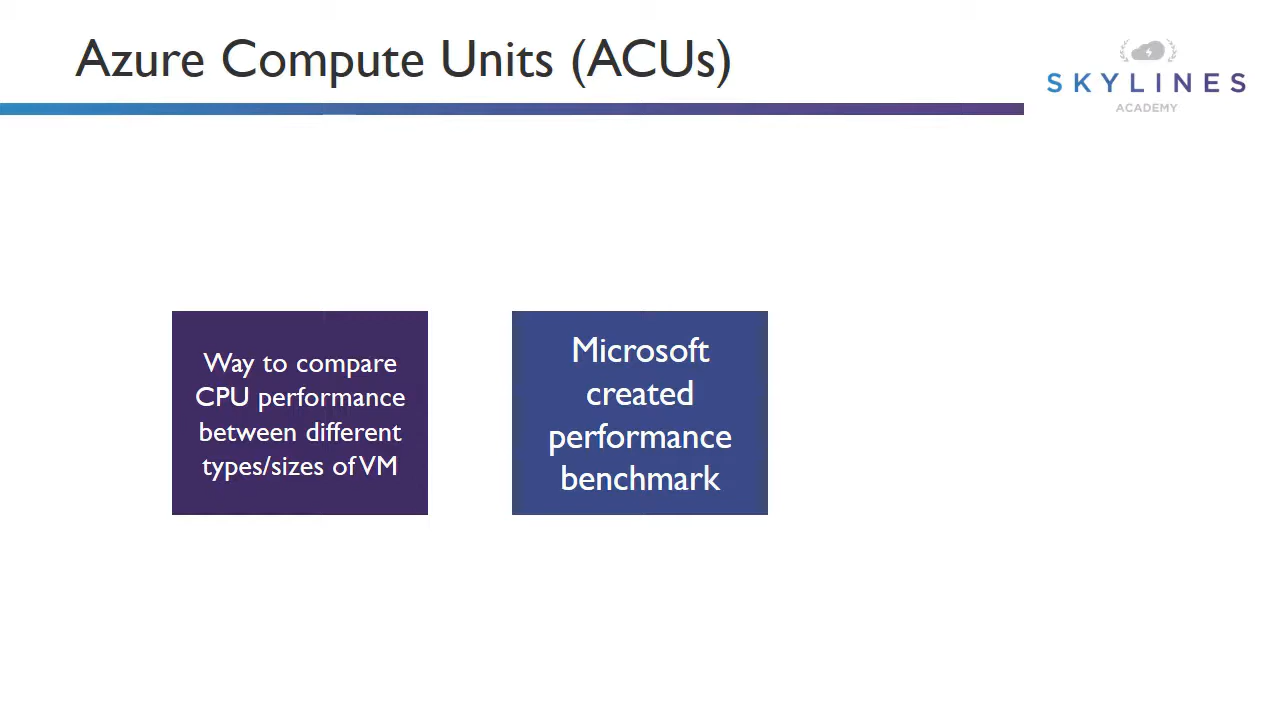 Azure Compute Units (ACUs)
SKYLINES
ACADEMY
Way to compare
CPU performance
between different
types/sizes of VM
Microsoft
created
performance
benchmark